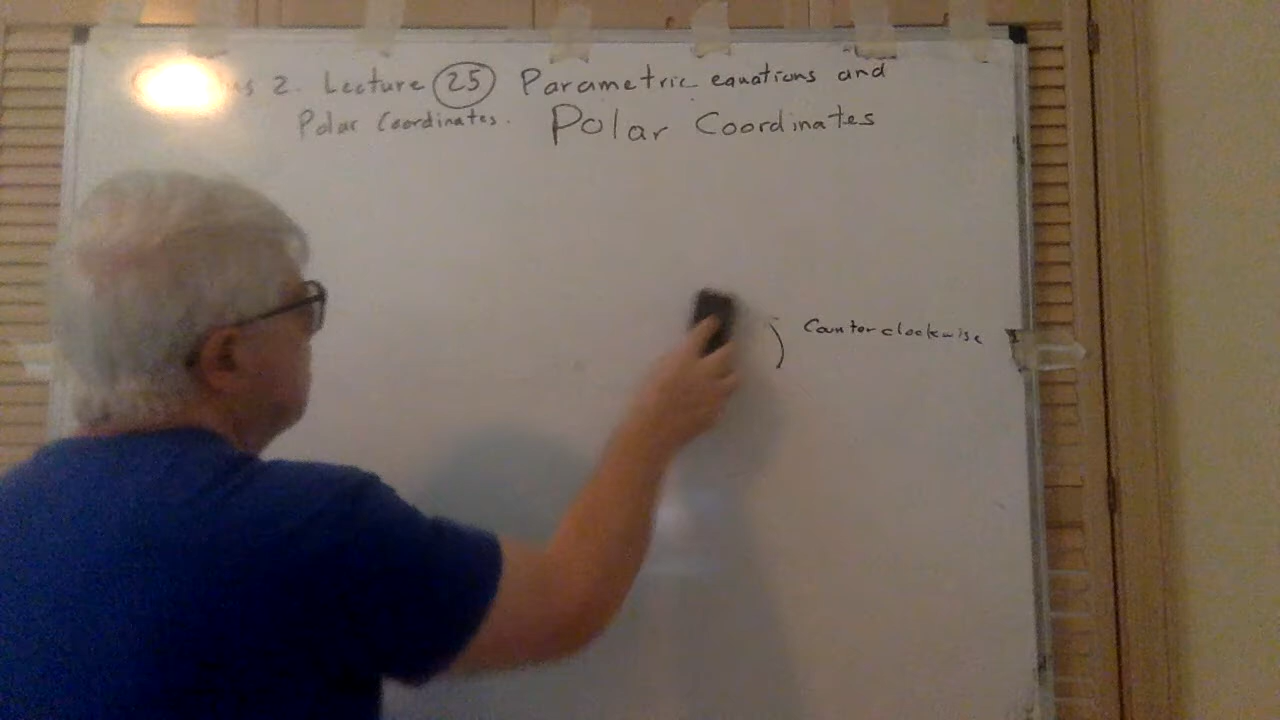 2. Lecture 25 Parametric equations and
Polar Coordinates. Polar Coordinates
Counterclockwise